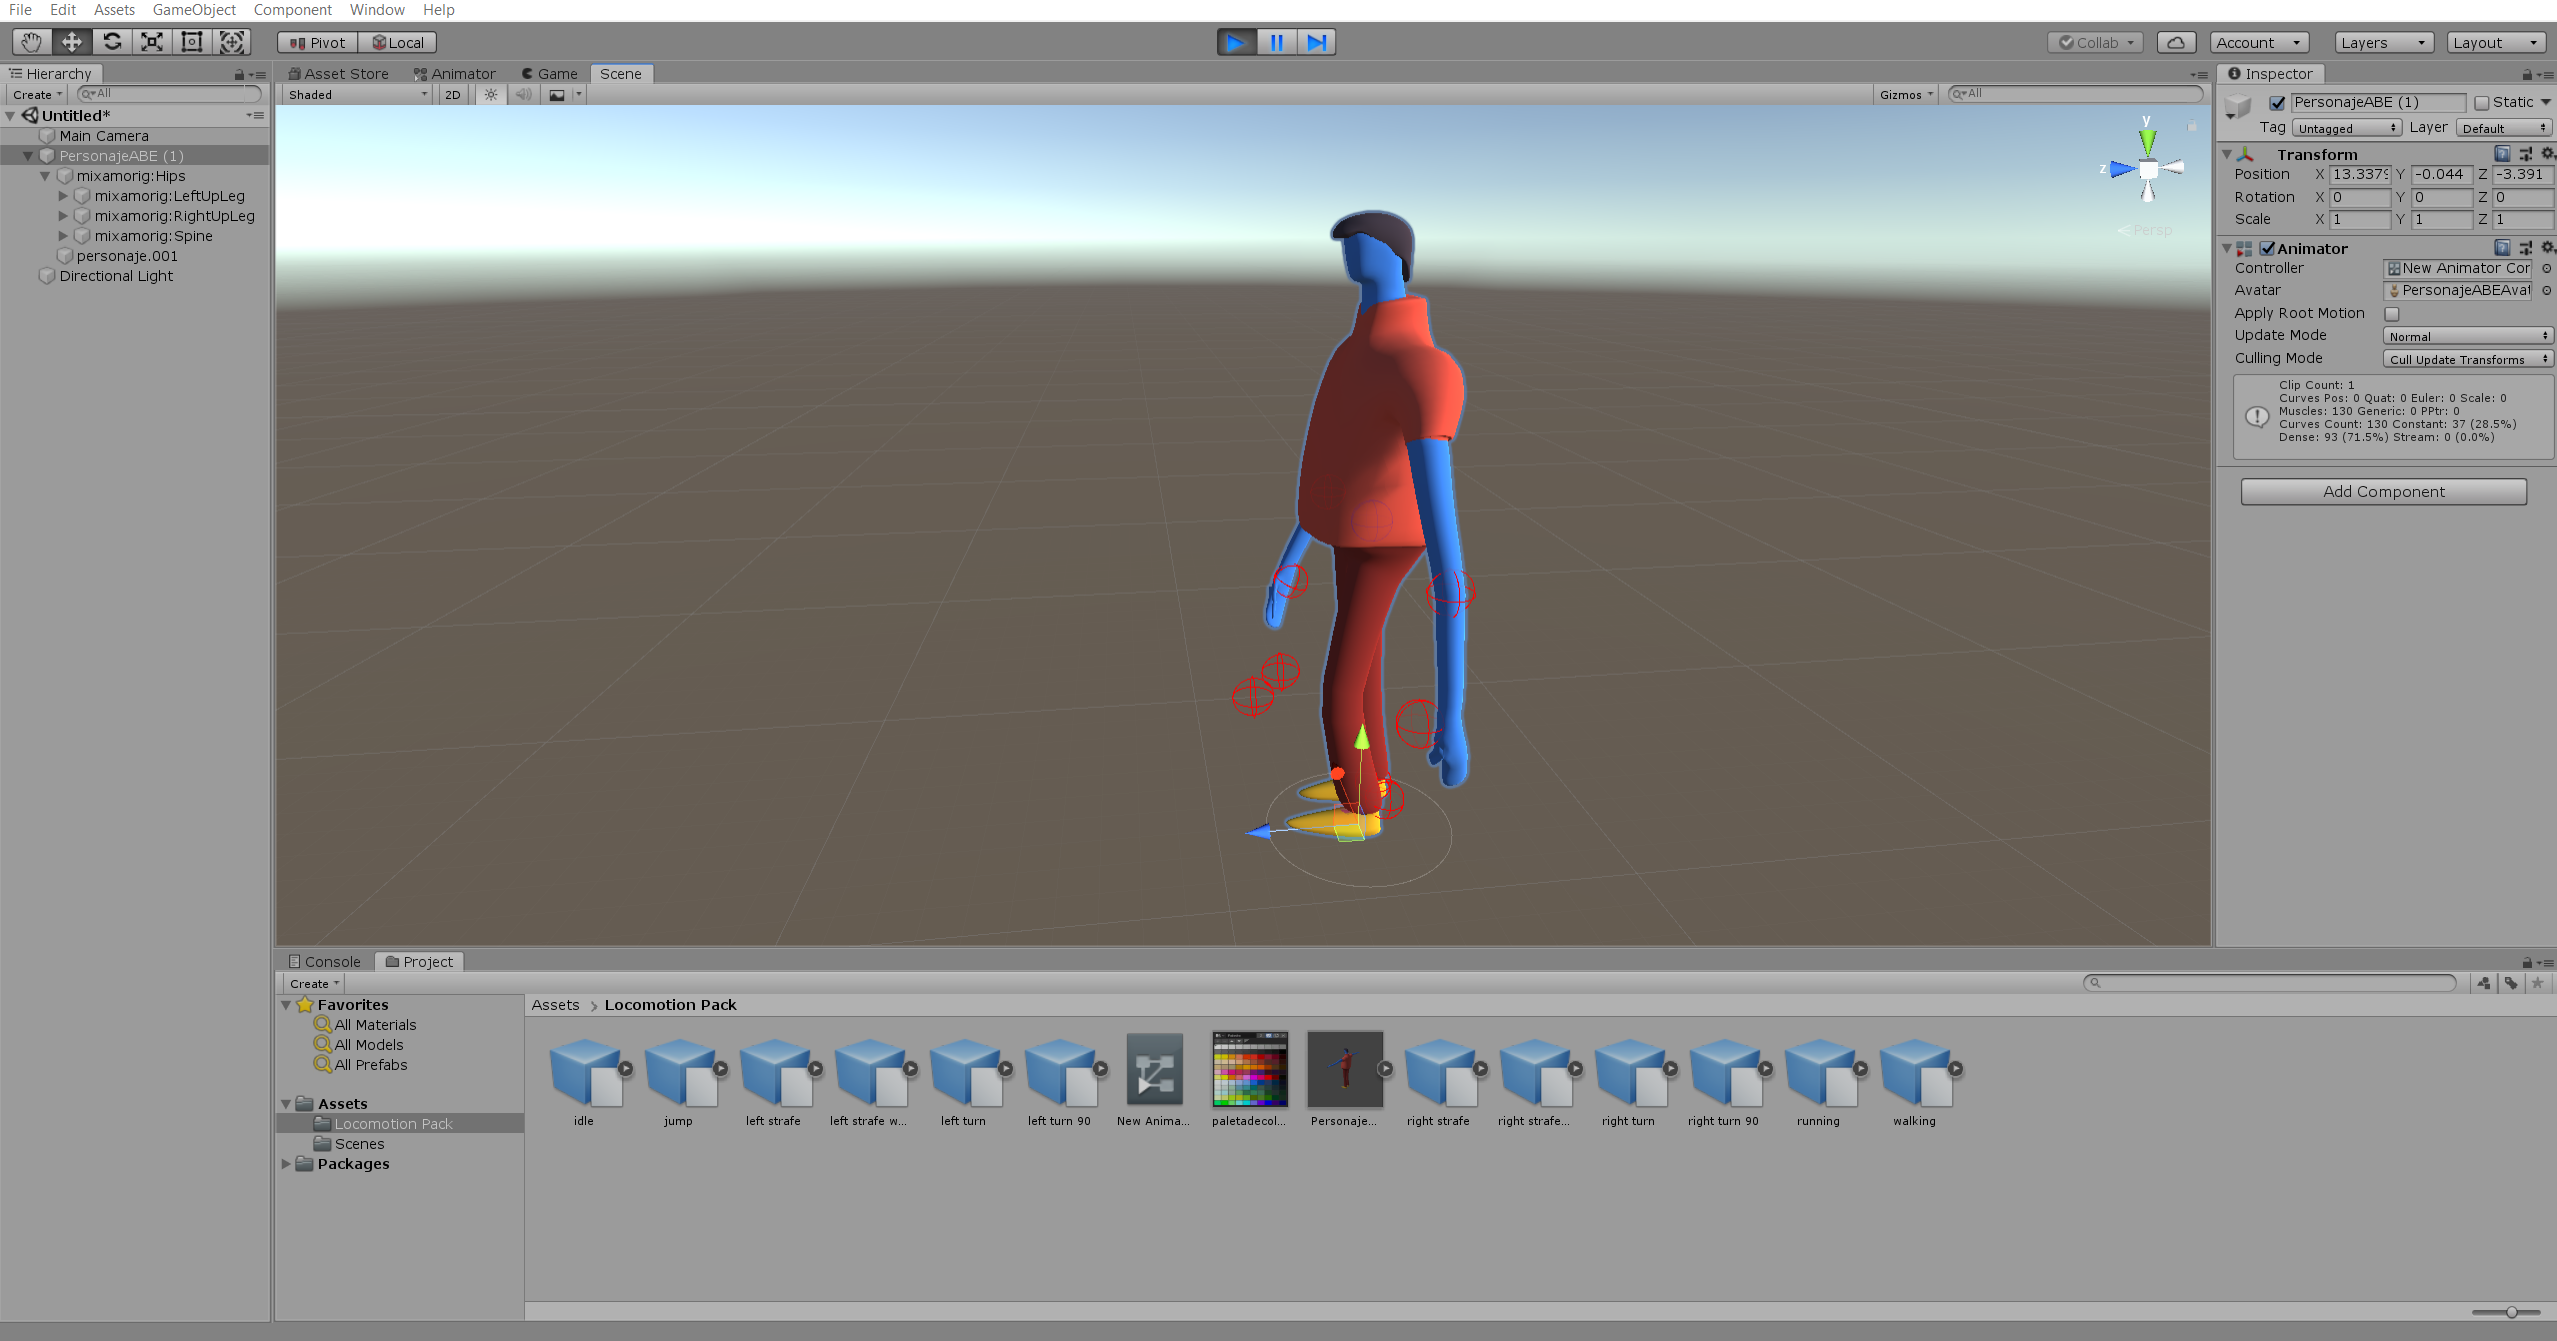 File Edit Assets GameObject Component Window Help
Pivot Local
Collab Account Layers Layout
Hierarchy
Create All
Untitled*
Main Camera
PersonajeABE (1)
mixamorig:Hips
mixamorig:LeftUpLeg
mixamorig:RightUpLeg
mixamorig:Spine
personaje.001
Directional Light
Asset Store Animator Game Scene
Shaded 2D Gizmos All
y
z
Persp
Inspector
PersonajeABE (1) Static
Tag Untagged Layer Default
Transform
Position X 13.3379 Y -0.044 Z -3.391
Rotation X 0 Y 0 Z 0
Scale X 1 Y 1 Z 1
Animator
Controller New Animator Cor
Avatar PersonajeABEAvat
Apply Root Motion
Update Mode Normal
Culling Mode Cull Update Transforms
Clip Count: 1
Curves Pos: 0 Quat: 0 Euler: 0 Scale: 0
Muscles: 130 Generic: 0 PPtr: 0
Curves Count: 130 Constant: 37 (28.5%)
Dense: 93 (71.5%) Stream: 0 (0.0%)
Add Component
Console Project
Create
Favorites
All Materials
All Models
All Prefabs
Assets
Locomotion Pack
Scenes
Packages
Assets Locomotion Pack
idle jump left strafe left strafe w... left turn left turn 90 New Anima... paletadecol... Personaje... right strafe right strafe... right turn right turn 90 running walking